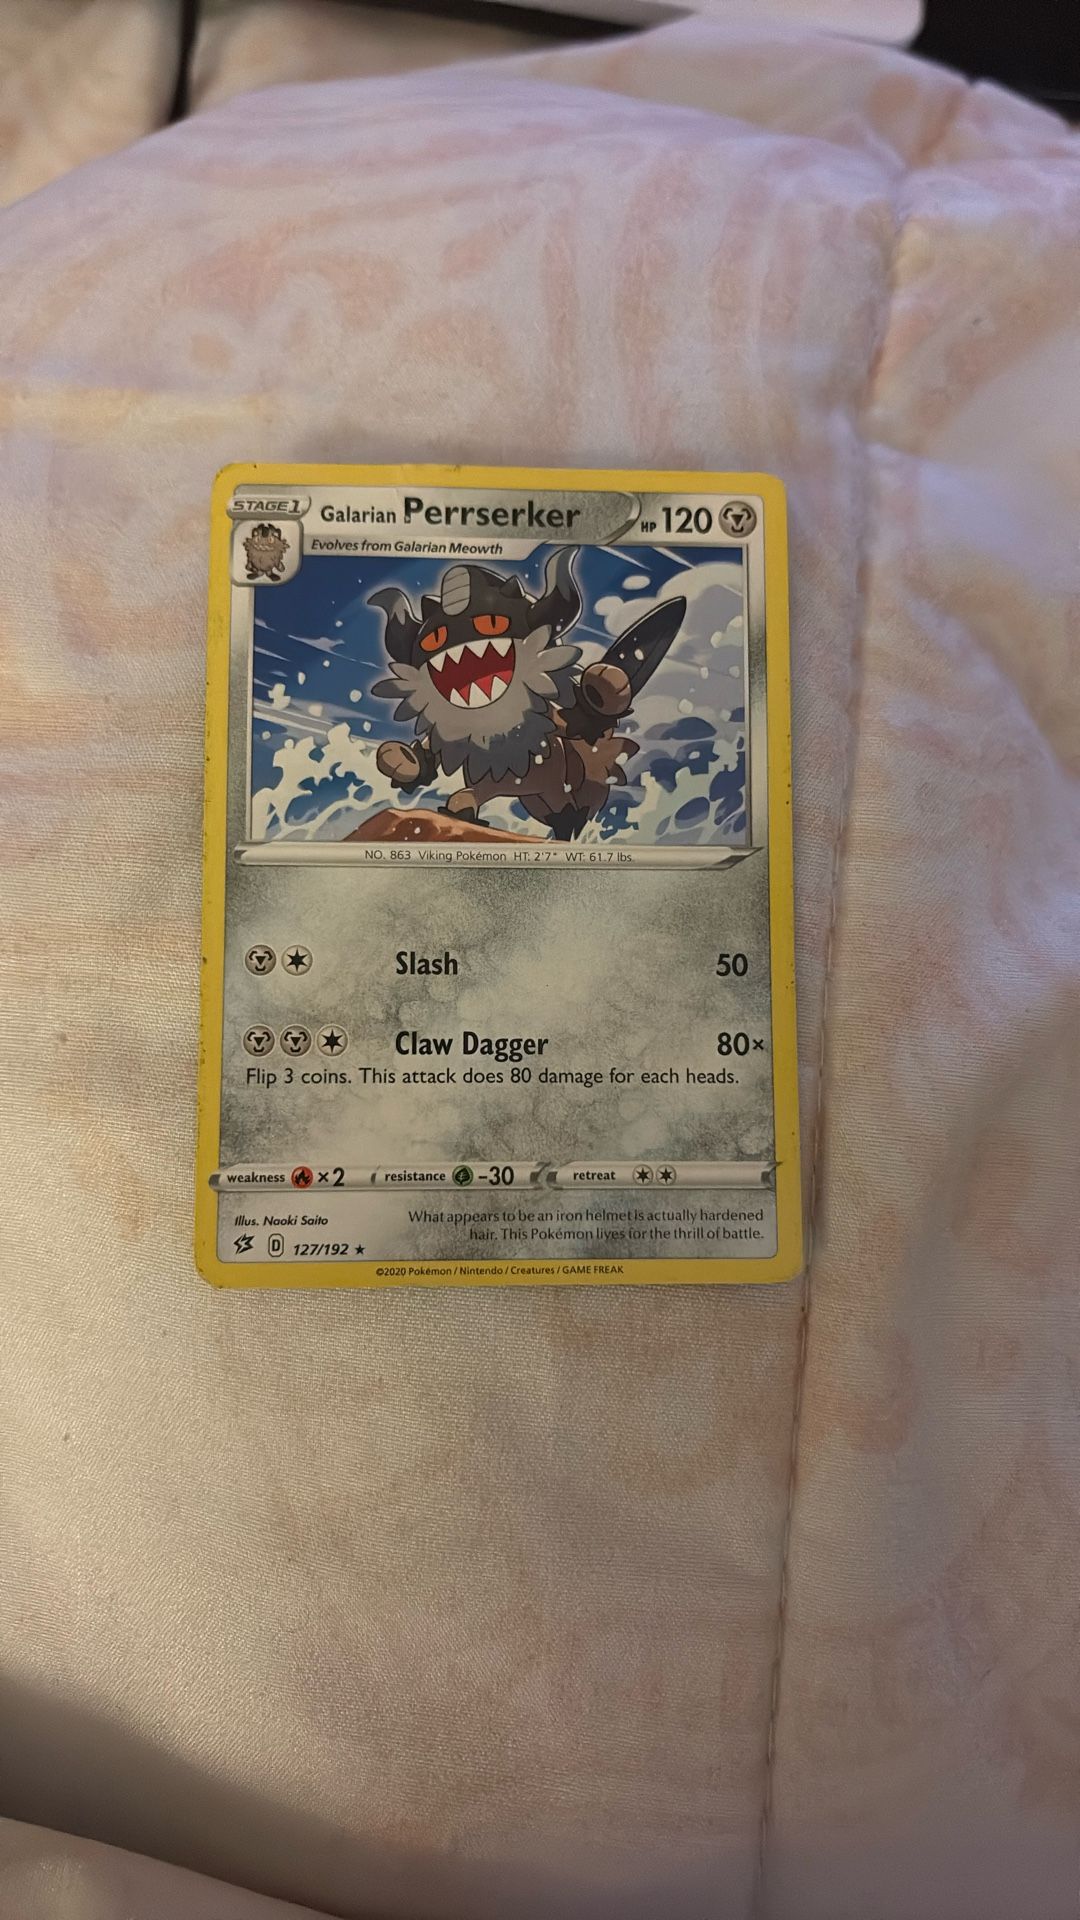 STAGE 1
Galarian Perrserker HP 120
Evolves from Galarian Meowth
NO. 863 Viking Pokémon HT: 2'7" WT: 61.7 lbs.
Slash 50
Claw Dagger 80×
Flip 3 coins. This attack does 80 damage for each heads.
weakness ×2 resistance -30 retreat
Illus. Naoki Saito
What appears to be an iron helmet is actually hardened
hair. This Pokémon lives for the thrill of battle.
D 127/192 ★
©2020 Pokémon / Nintendo / Creatures / GAME FREAK